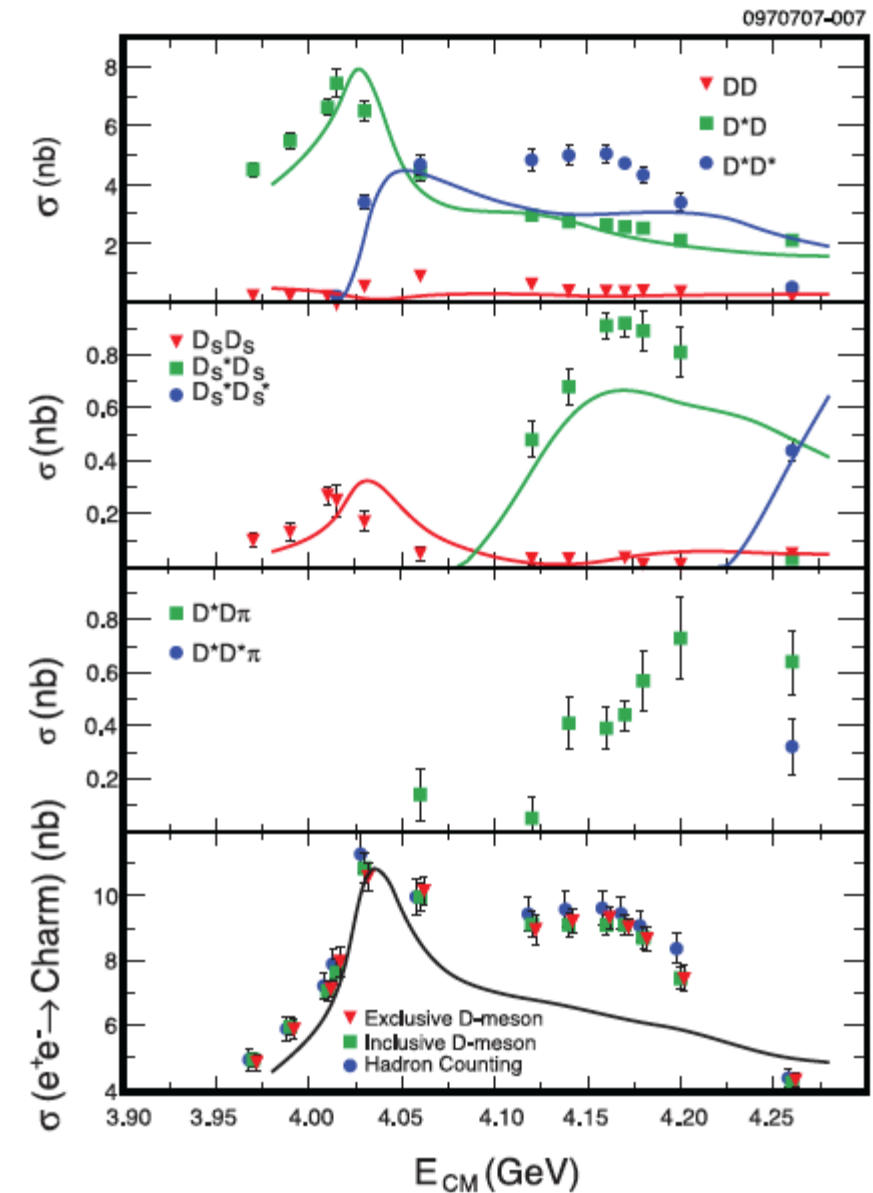 0970707-007
8
6
4
2
σ (nb)
DD
D*D
D*D*
0.8
0.6
0.4
0.2
σ (nb)
DSDS
DS*DS
DS*DS*
0.8
0.6
0.4
0.2
σ (nb)
D*Dπ
D*D*π
10
8
6
4
σ (e+e-→Charm) (nb)
Exclusive D-meson
Inclusive D-meson
Hadron Counting
3.90 3.95 4.00 4.05 4.10 4.15 4.20 4.25
ECM (GeV)